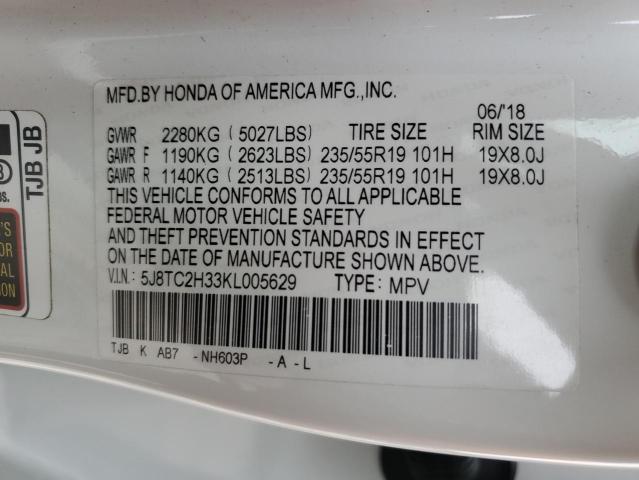 MFD.BY HONDA OF AMERICA MFG.,INC.
06/'18
GVWR 2280KG (5027LBS) TIRE SIZE RIM SIZE
GAWR F 1190KG (2623LBS) 235/55R19 101H 19X8.0J
GAWR R 1140KG (2513LBS) 235/55R19 101H 19X8.0J
THIS VEHICLE CONFORMS TO ALL APPLICABLE
FEDERAL MOTOR VEHICLE SAFETY
AND THEFT PREVENTION STANDARDS IN EFFECT
ON THE DATE OF MANUFACTURE SHOWN ABOVE.
V.I.N.: 5J8TC2H33KL005629 TYPE: MPV
TJB K AB7 -NH603P -A-L
TJB JB